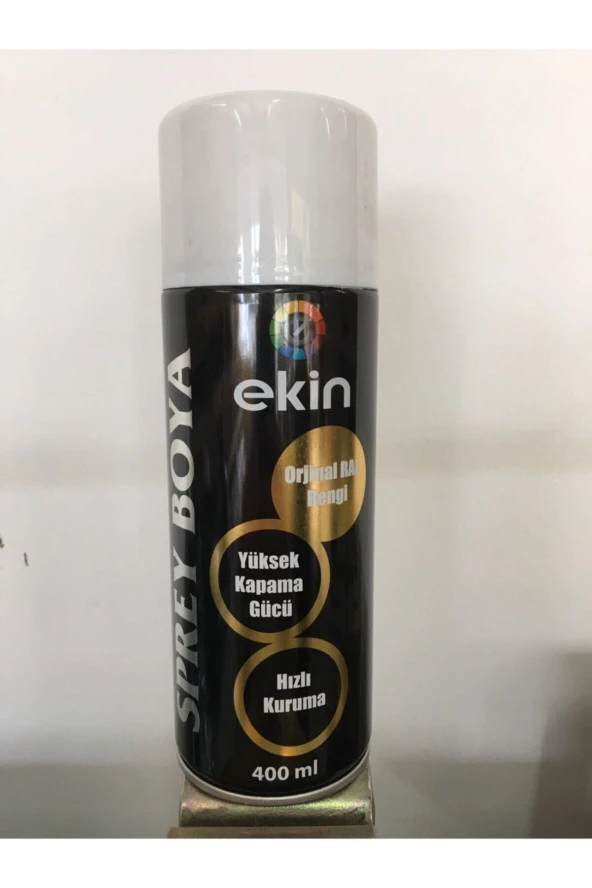 ekin
SPREY BOYA
Orjinal RAL
Rengi
Yüksek
Kapama
Gücü
Hızlı
Kuruma
400 ml